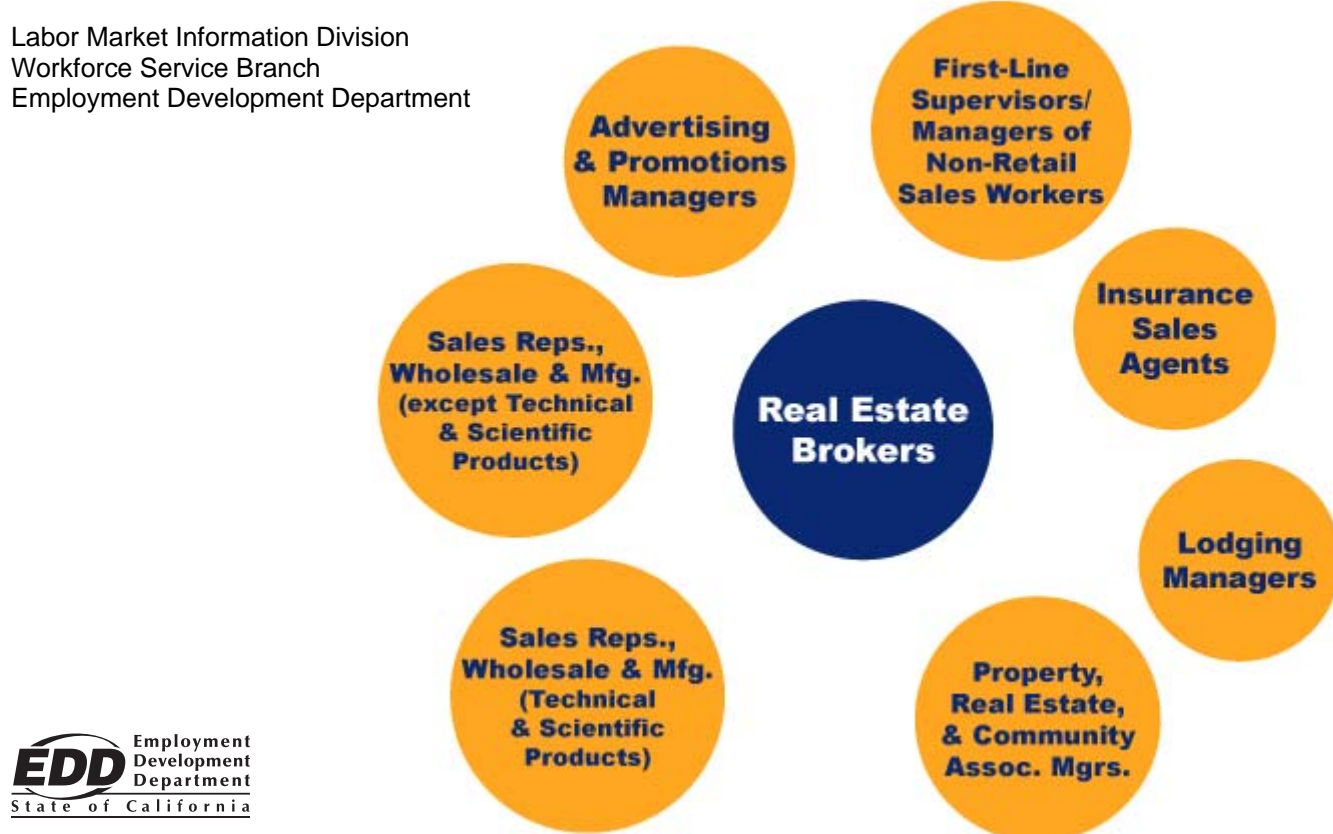 Labor Market Information Division
Workforce Service Branch
Employment Development Department
Advertising
& Promotions
Managers
First-Line
Supervisors/
Managers of
Non-Retail
Sales Workers
Insurance
Sales
Agents
Sales Reps.,
Wholesale & Mfg.
(except Technical
& Scientific
Products)
Real Estate
Brokers
Lodging
Managers
Sales Reps.,
Wholesale & Mfg.
(Technical
& Scientific
Products)
Property,
Real Estate,
& Community
Assoc. Mgrs.
EDD
Employment
Development
Department
State of California